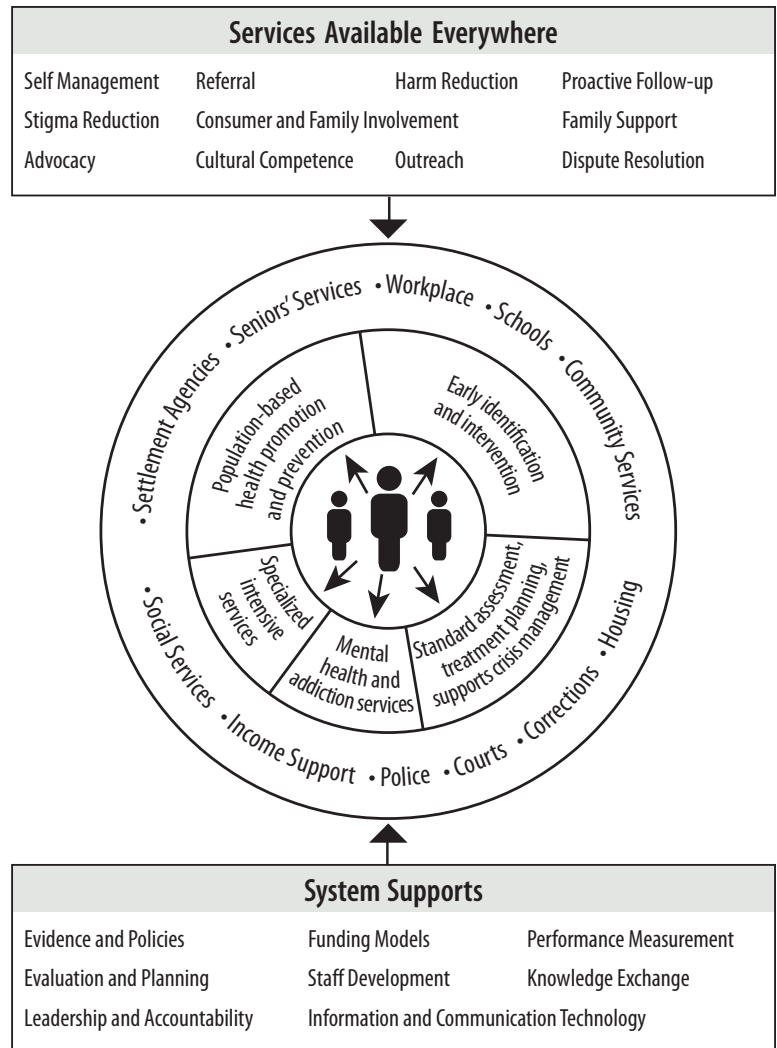 Services Available Everywhere
Self Management Referral Harm Reduction Proactive Follow-up
Stigma Reduction Consumer and Family Involvement Family Support
Advocacy Cultural Competence Outreach Dispute Resolution
• Settlement Agencies • Seniors' Services • Workplace • Schools • Community Services
Population-based
health promotion
and prevention
Early identification
and intervention
Specialized
intensive
services
Mental
health and
addiction services
Standard assessment,
treatment planning,
supports crisis management
• Social Services • Income Support • Police • Courts • Corrections • Housing
System Supports
Evidence and Policies Funding Models Performance Measurement
Evaluation and Planning Staff Development Knowledge Exchange
Leadership and Accountability Information and Communication Technology